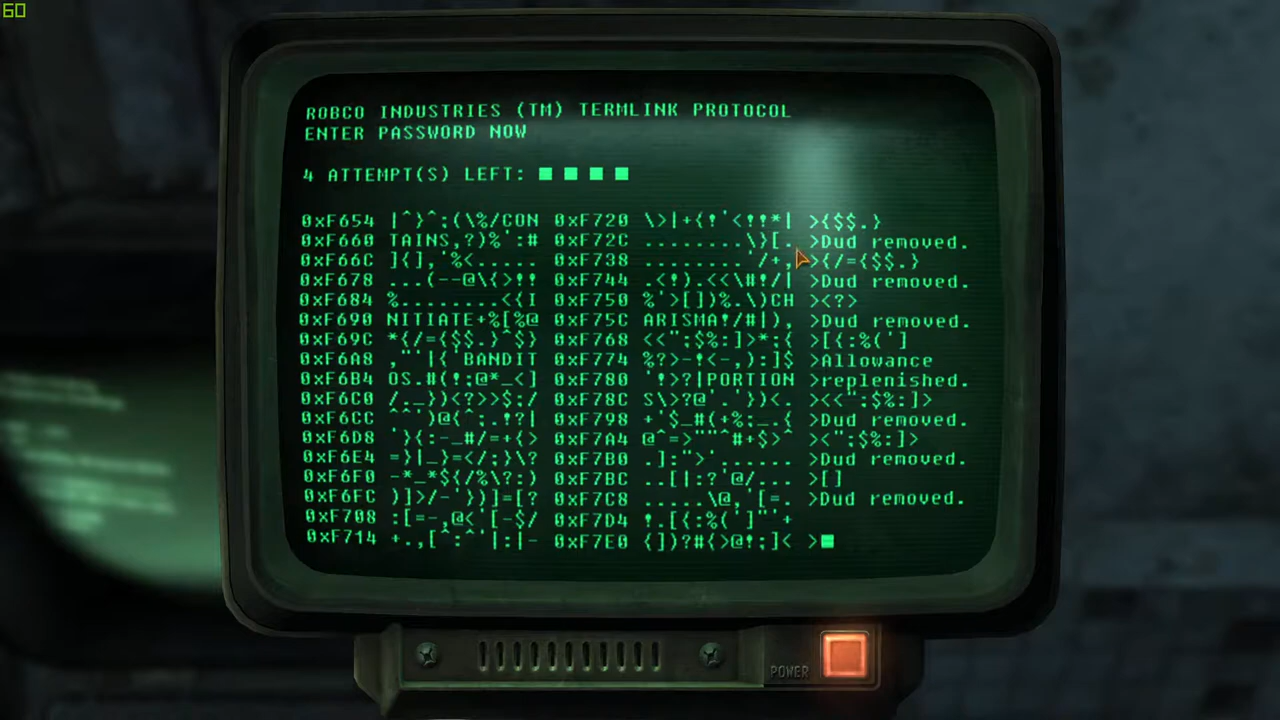 60
ROBCO INDUSTRIES (TM) TERMLINK PROTOCOL
ENTER PASSWORD NOW
4 ATTEMPT(S) LEFT: ■ ■ ■ ■
0xF654 |^}^;(\%/CON 0xF720 \>|+{!'<!!*| >{$$.}
0xF660 TAINS,?)%':# 0xF72C ........\}[. >Dud removed.
0xF66C ]{],'%<..... 0xF738 ........'/+, >{/={$$.}
0xF678 ...(--@\{>!! 0xF744 .<!).<<\#!/| >Dud removed.
0xF684 %........<{I 0xF750 %'>[])%.\)CH ><?>
0xF690 NITIATE+%[%@ 0xF75C ARISMA!/#|), >Dud removed.
0xF69C *{/={$$.}^$} 0xF768 <<";$%:]>*;{ >[{:%(']
0xF6A8 ,"'|{'BANDIT 0xF774 %?>-!<-,):]$ >Allowance
0xF6B4 OS.#(!;@*_<] 0xF780 '!>?|PORTION >replenished.
0xF6C0 /._})<?>>$;/ 0xF78C S\>?@'.'})<. ><<";$%:]>
0xF6CC ^^')@{^;.!?| 0xF798 +'$_#(+%;_.{ >Dud removed.
0xF6D8 '}{:-_#/=+{> 0xF7A4 @^=>"^^#+$>^ ><";$%:]>
0xF6E4 =}|_}=</;}\? 0xF7B0 .]:">';..... >Dud removed.
0xF6F0 -*_*${/%\?:) 0xF7BC ..[|:?'@/... >[]
0xF6FC )]>/-'})]=[? 0xF7C8 .....\@,'[=. >Dud removed.
0xF708 :[=-,@<'[-$/ 0xF7D4 !.[{:%(']"'+
0xF714 +.,[^:^'|:|- 0xF7E0 {])?#{>@!;]< >■
POWER